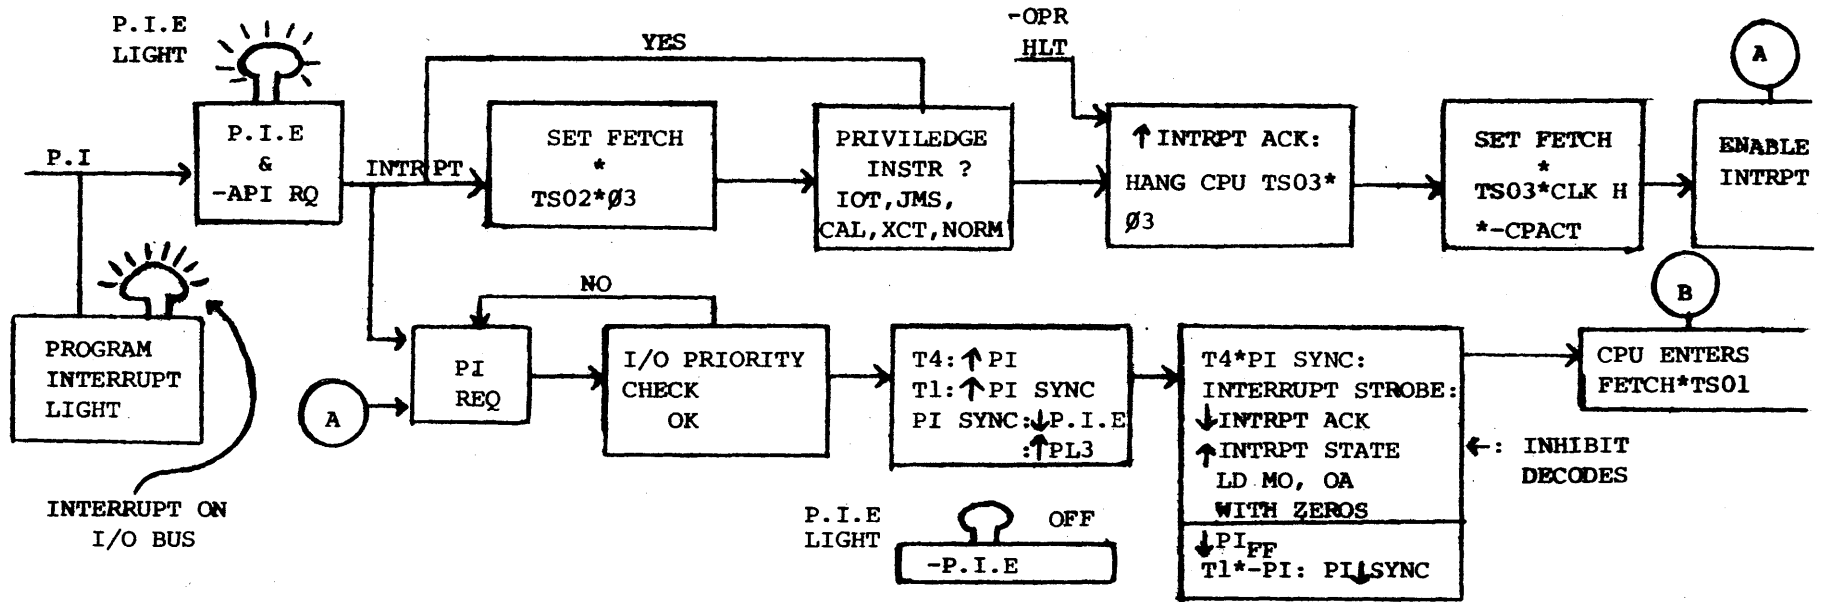 P.I.E
LIGHT
P.I
P.I.E
&
-API RQ
INTRPT
YES
SET FETCH
*
TS02*Ø3
PRIVILEDGE
INSTR ?
IOT,JMS,
CAL,XCT,NORM
-OPR
HLT
↑INTRPT ACK:
HANG CPU TS03*
Ø3
SET FETCH
*
TS03*CLK H
*-CPACT
A
ENABLE
INTRPT
PROGRAM
INTERRUPT
LIGHT
INTERRUPT ON
I/O BUS
A
PI
REQ
NO
I/O PRIORITY
CHECK
OK
T4:↑PI
T1:↑PI SYNC
PI SYNC:↓P.I.E
:↑PL3
P.I.E
LIGHT
OFF
-P.I.E
T4*PI SYNC:
INTERRUPT STROBE:
↓INTRPT ACK
↑INTRPT STATE
LD MO, OA
WITH ZEROS
↓PIFF
T1*-PI: PI↓SYNC
←: INHIBIT
DECODES
B
CPU ENTERS
FETCH*TS01